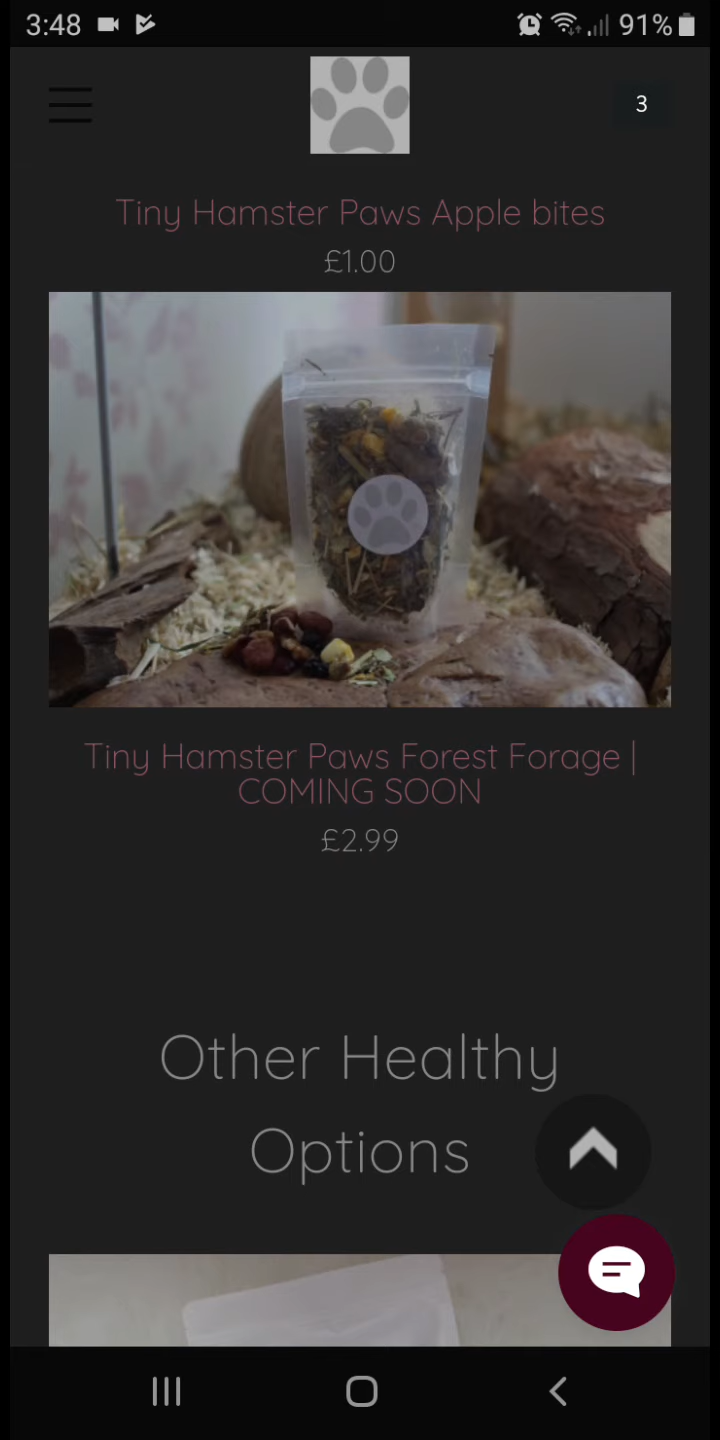 3:48
91%
3
Tiny Hamster Paws Apple bites
£1.00
Tiny Hamster Paws Forest Forage |
COMING SOON
£2.99
Other Healthy
Options